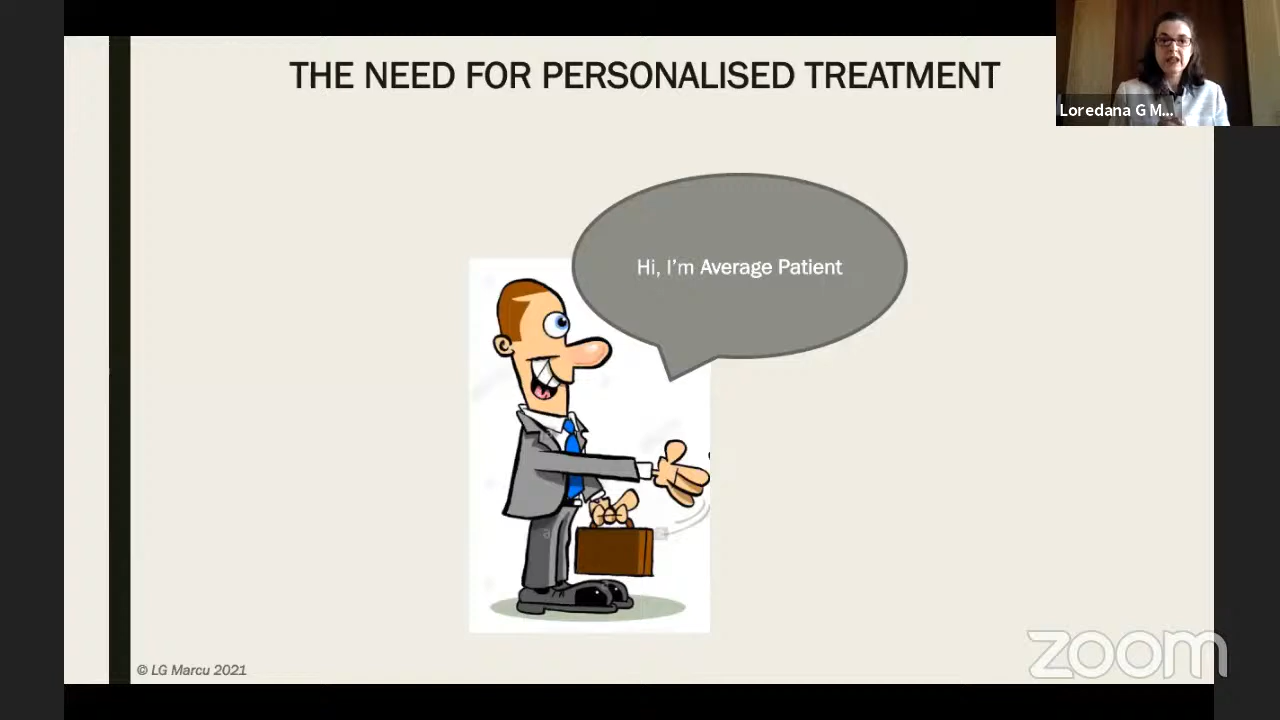 THE NEED FOR PERSONALISED TREATMENT
Loredana G M...
Hi, I'm Average Patient
© LG Marcu 2021
zoom